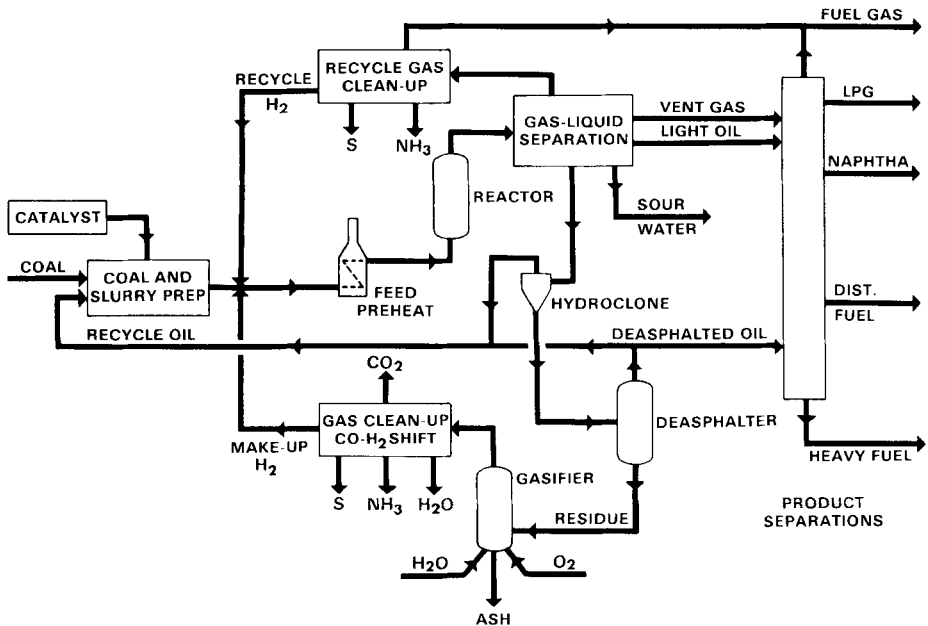 FUEL GAS
RECYCLE GAS
CLEAN-UP
RECYCLE
H2
S
NH3
GAS-LIQUID
SEPARATION
VENT GAS
LIGHT OIL
LPG
NAPHTHA
REACTOR
SOUR
WATER
CATALYST
COAL
COAL AND
SLURRY PREP
FEED
PREHEAT
HYDROCLONE
DIST.
FUEL
RECYCLE OIL
DEASPHALTED OIL
CO2
GAS CLEAN-UP
CO-H2 SHIFT
MAKE-UP
H2
S
NH3
H2O
DEASPHALTER
HEAVY FUEL
GASIFIER
RESIDUE
PRODUCT
SEPARATIONS
H2O
O2
ASH